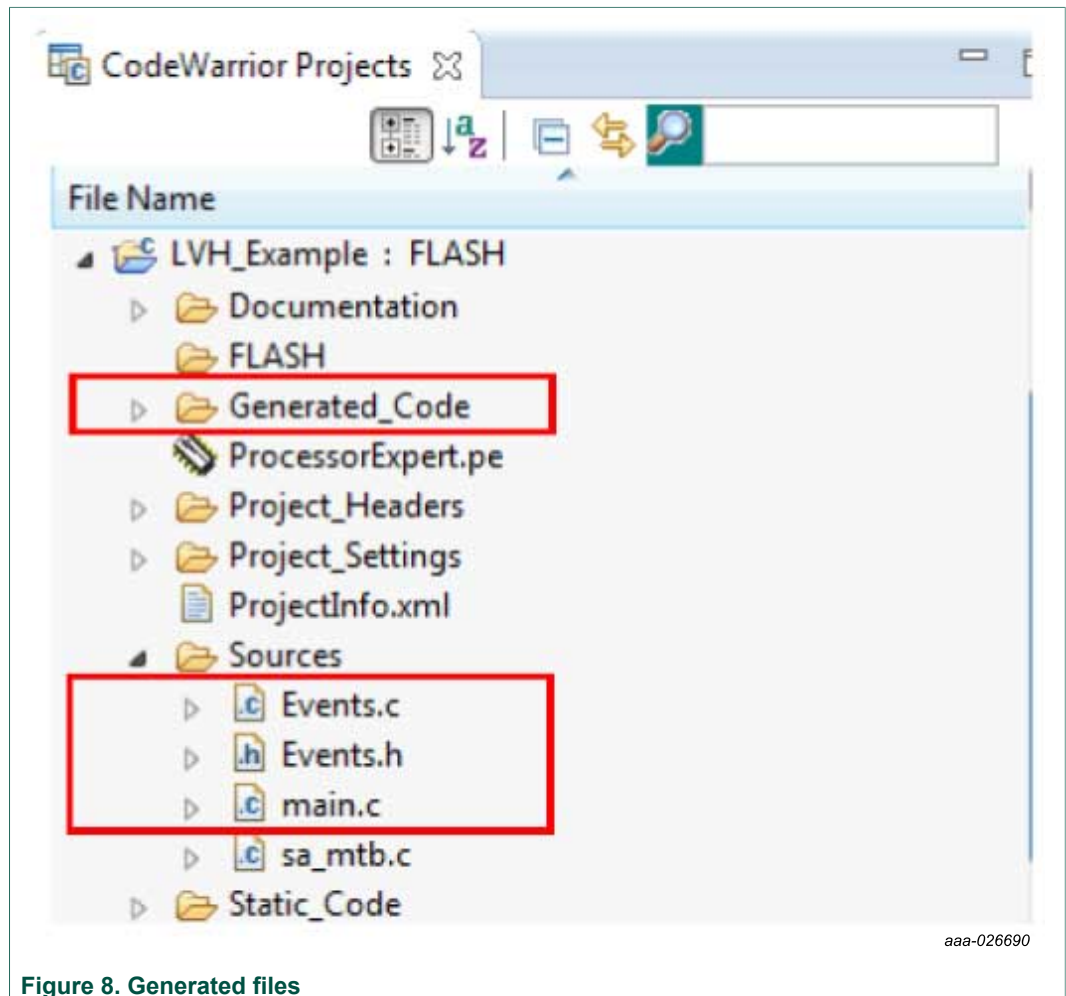 CodeWarrior Projects
File Name
LVH_Example : FLASH
Documentation
FLASH
Generated_Code
ProcessorExpert.pe
Project_Headers
Project_Settings
ProjectInfo.xml
Sources
Events.c
Events.h
main.c
sa_mtb.c
Static_Code
aaa-026690
Figure 8. Generated files